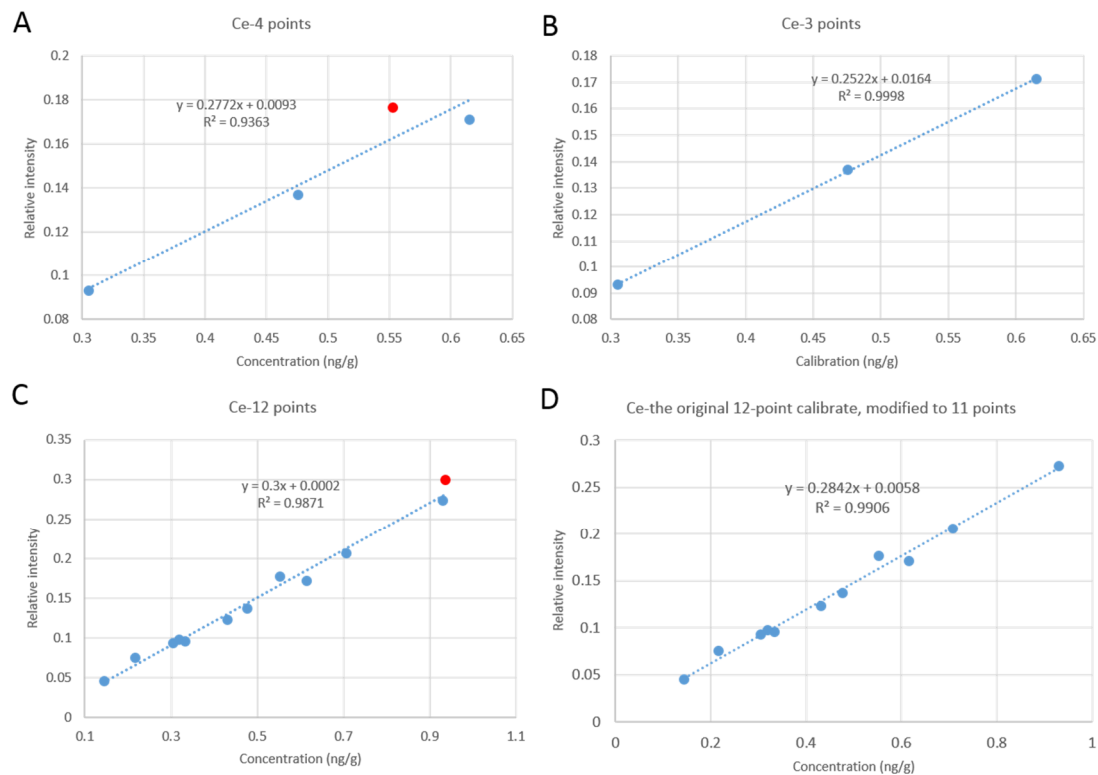 A
Ce-4 points
Relative intensity
0.2
0.18
0.16
0.14
0.12
0.1
0.08
y = 0.2772x + 0.0093
R² = 0.9363
0.3 0.35 0.4 0.45 0.5 0.55 0.6 0.65
Concentration (ng/g)
B
Ce-3 points
Relative intensity
0.18
0.17
0.16
0.15
0.14
0.13
0.12
0.11
0.1
0.09
0.08
y = 0.2522x + 0.0164
R² = 0.9998
0.3 0.35 0.4 0.45 0.5 0.55 0.6 0.65
Calibration (ng/g)
C
Ce-12 points
Relative intensity
0.35
0.3
0.25
0.2
0.15
0.1
0.05
0
y = 0.3x + 0.0002
R² = 0.9871
0.1 0.3 0.5 0.7 0.9 1.1
Concentration (ng/g)
D
Ce-the original 12-point calibrate, modified to 11 points
Relative intensity
0.3
0.25
0.2
0.15
0.1
0.05
0
y = 0.2842x + 0.0058
R² = 0.9906
0 0.2 0.4 0.6 0.8 1
Concentration (ng/g)